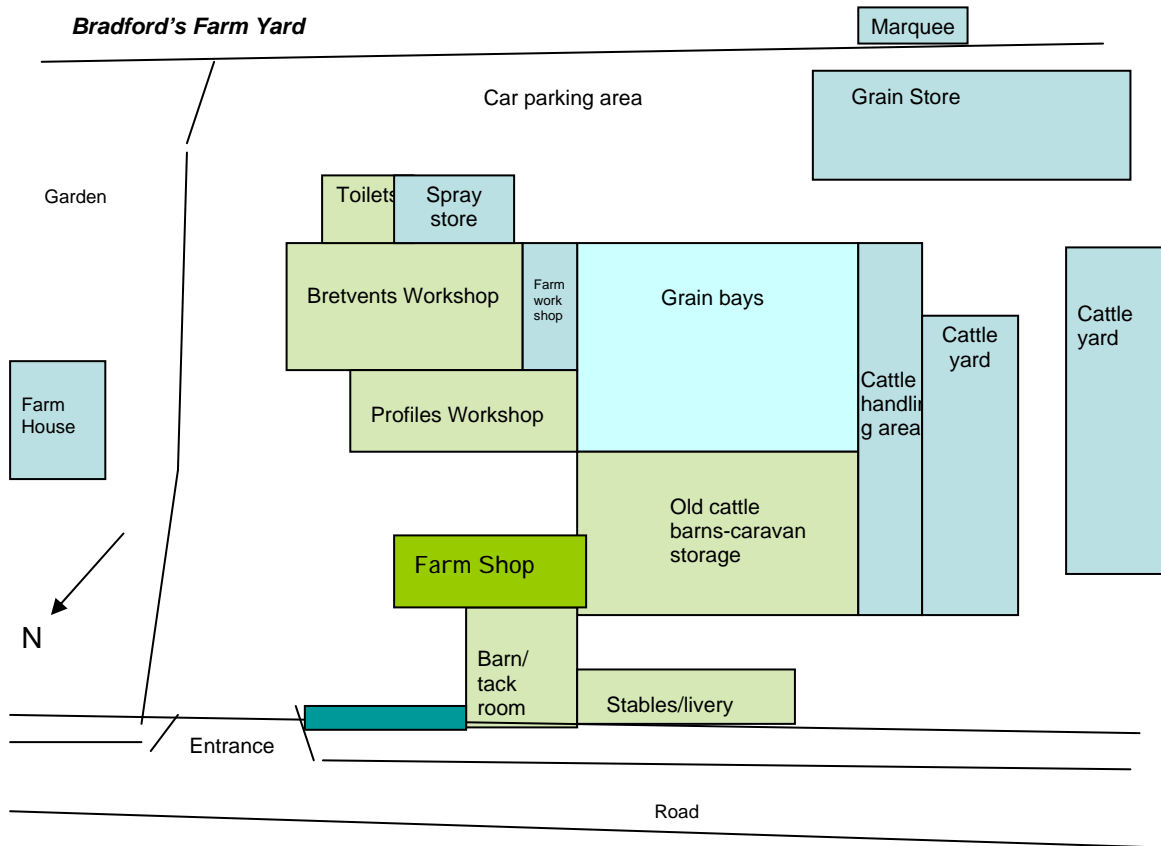 Bradford's Farm Yard
Marquee
Car parking area
Grain Store
Garden
Toilets
Spray
store
Bretvents Workshop
Farm
work
shop
Grain bays
Cattle
yard
Cattle
yard
Farm
House
Profiles Workshop
Cattle
handlin
g area
Old cattle
barns-caravan
storage
Farm Shop
N
Barn/
tack
room
Stables/livery
Entrance
Road